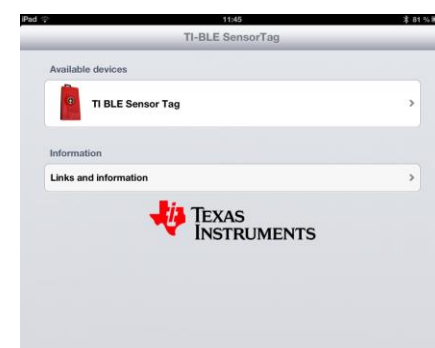 iPad 11:45 81 %
TI-BLE SensorTag
Available devices
TI BLE Sensor Tag
Information
Links and information
TEXAS
INSTRUMENTS